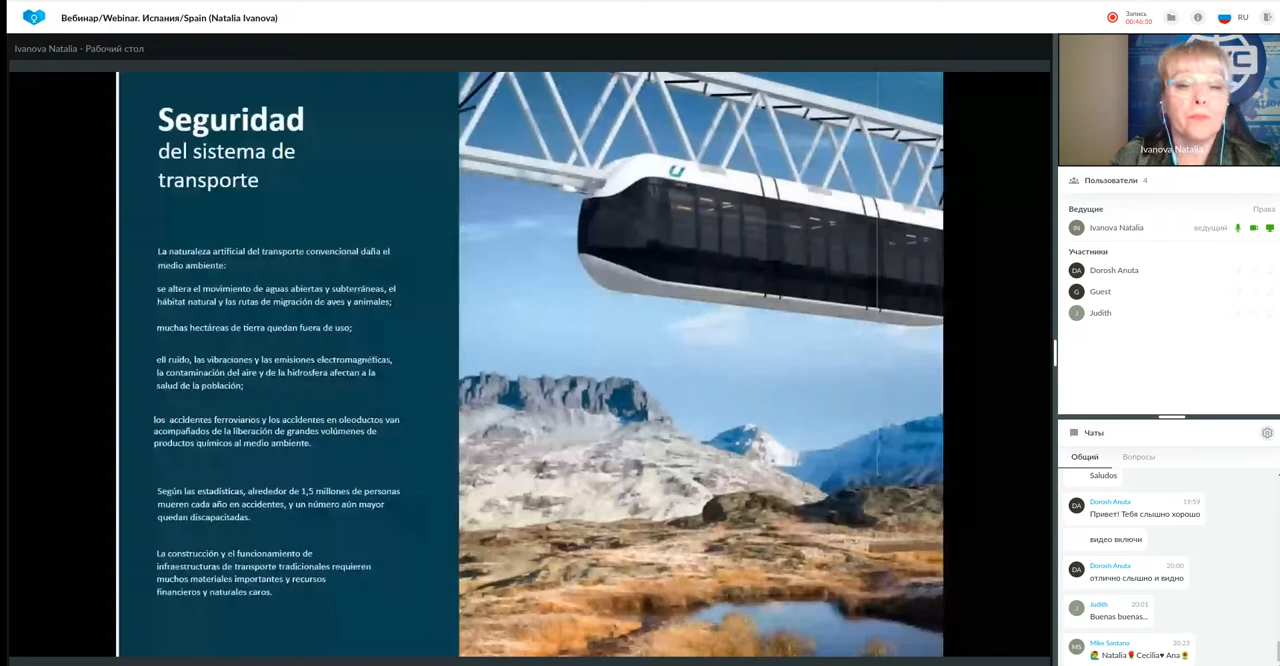 Вебинар/Webinar. Испания/Spain (Natalia Ivanova)
Запись
00:46:50
RU
Ivanova Natalia - Рабочий стол
Seguridad
del sistema de
transporte
La naturaleza artificial del transporte convencional daña el
medio ambiente:
se altera el movimiento de aguas abiertas y subterráneas, el
hábitat natural y las rutas de migración de aves y animales;
muchas hectáreas de tierra quedan fuera de uso;
ell ruido, las vibracianes y las emisiones electromagnéticas,
la contaminación del aire y de la hidrosfera afectan a la
salud de la población;
los accidentes ferroviarios y los accidentes en oleoductos van
acompañados de la liberación de grandes volúmenes de
productos químicos al medio ambiente.
Según las estadísticas, alrededor de 1,5 millones de personas
mueren cada año en accidentes, y un número aún mayor
quedan discapacitadas.
La construcción y el funcionamiento de
infraestructuras de transporte tradicionales requieren
muchos materiales importantes y recursos
financieros y naturales caros.
Ivanova Natalia
Пользователи 4
Ведущие
Права
IN
Ivanova Natalia
ведущий
Участники
DA
Dorosh Anuta
G
Guest
J
Judith
Чаты
Общий
Вопросы
Saludos
DA
Dorosh Anuta
19:59
Привет! Тебя слышно хорошо
видео включи
DA
Dorosh Anuta
20:00
отлично слышно и видно
J
Judith
20:01
Buenas buenas...
MS
Mike Santana
20:23
🙋 Natalia🌹Cecilia♥ Ana🌻